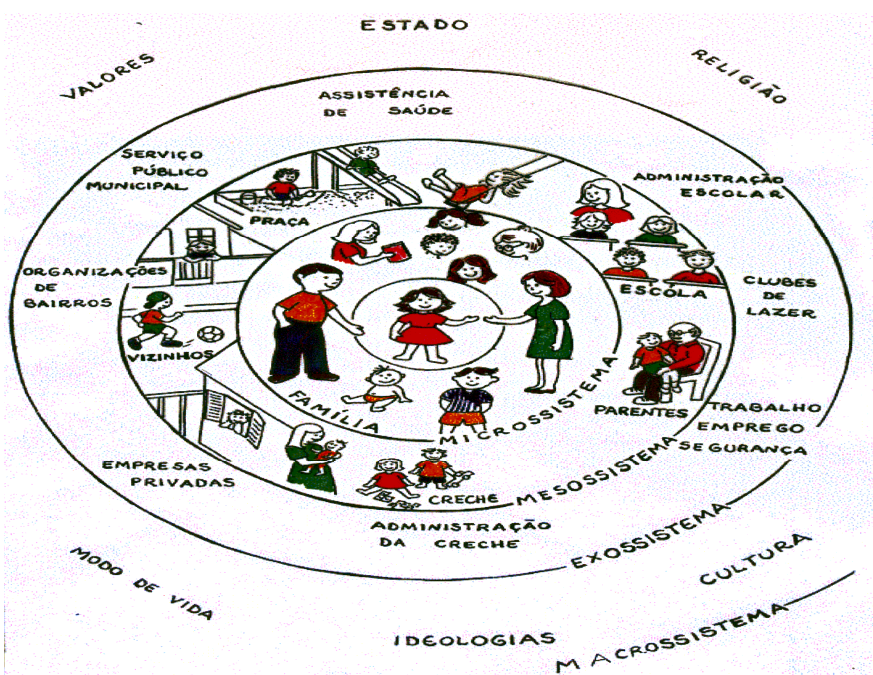 ESTADO
VALORES
RELIGIÃO
ASSISTÊNCIA
DE SAÚDE
SERVIÇO
PÚBLICO
MUNICIPAL
ADMINISTRAÇÃO
ESCOLAR
PRAÇA
ORGANIZAÇÕES
DE
BAIRROS
ESCOLA
CLUBES
DE
LAZER
VIZINHOS
FAMÍLIA
MICROSSISTEMA
PARENTES
TRABALHO
EMPREGO
SEGURANÇA
EMPRESAS
PRIVADAS
CRECHE
MESOSSISTEMA
ADMINISTRAÇÃO
DA CRECHE
EXOSSISTEMA
MODO DE VIDA
CULTURA
IDEOLOGIAS
MACROSSISTEMA